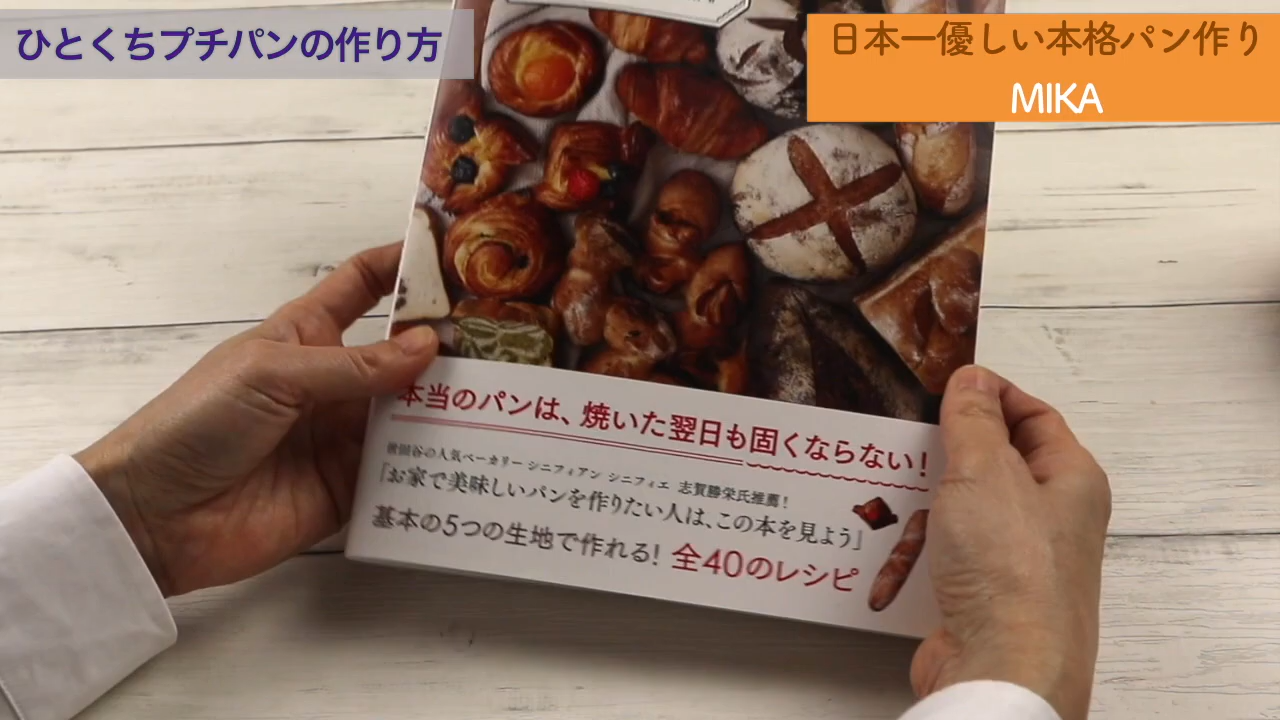 ひとくちプチパンの作り方
日本一優しい本格パン作り
MIKA
本当のパンは、焼いた翌日も固くならない!
世田谷の人気ベーカリー シニフィアン シニフィエ 志賀勝栄氏推薦!
「お家で美味しいパンを作りたい人は、この本を見よう」
基本の5つの生地で作れる! 全40のレシピ